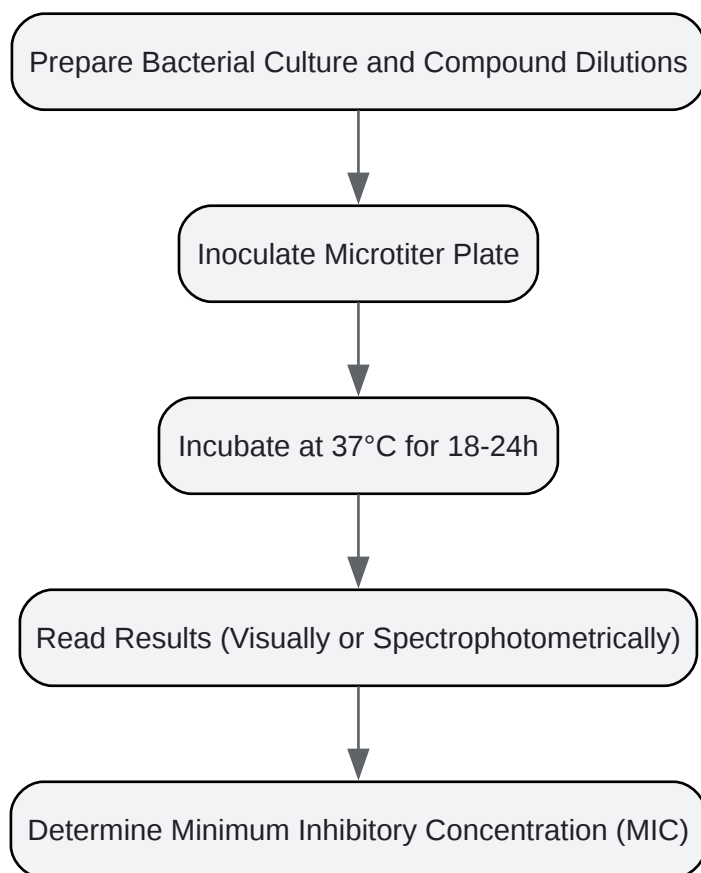 Prepare Bacterial Culture and Compound Dilutions
Inoculate Microtiter Plate
Incubate at 37°C for 18-24h
Read Results (Visually or Spectrophotometrically)
Determine Minimum Inhibitory Concentration (MIC)